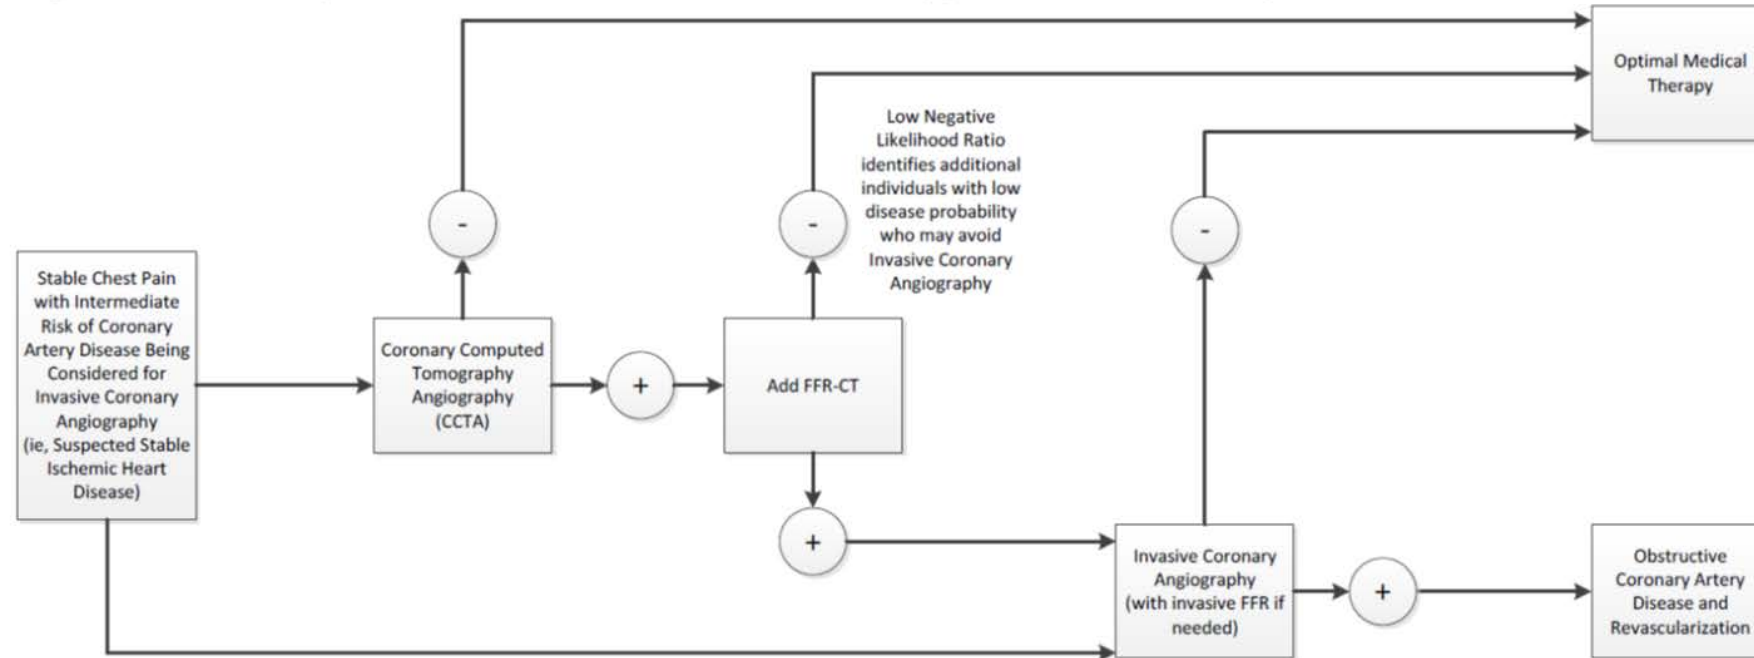 Stable Chest Pain
with Intermediate
Risk of Coronary
Artery Disease Being
Considered for
Invasive Coronary
Angiography
(ie, Suspected Stable
Ischemic Heart
Disease)
-
Coronary Computed
Tomography
Angiography
(CCTA)
+
-
Low Negative
Likelihood Ratio
identifies additional
individuals with low
disease probability
who may avoid
Invasive Coronary
Angiography
Add FFR-CT
+
-
Invasive Coronary
Angiography
(with invasive FFR if
needed)
+
Optimal Medical
Therapy
Obstructive
Coronary Artery
Disease and
Revascularization